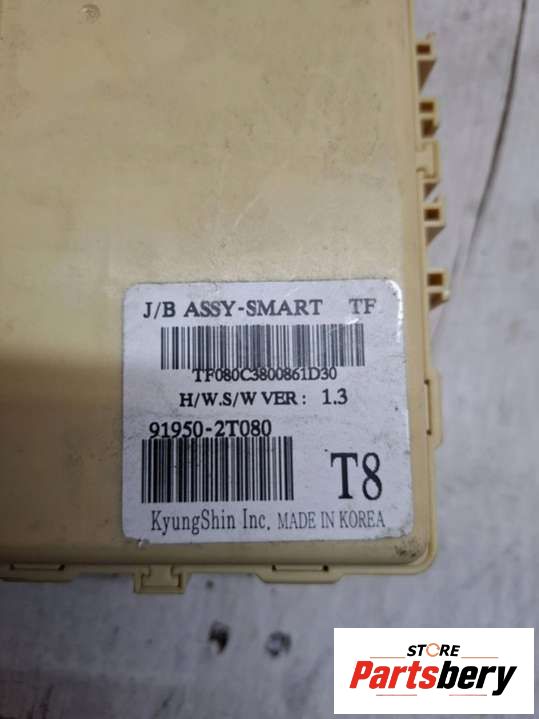 J/B ASSY-SMART TF
TF080C3800861D30
H/W.S/W VER : 1.3
91950-2T080
T8
KyungShin Inc. MADE IN KOREA
STORE
Partsbery